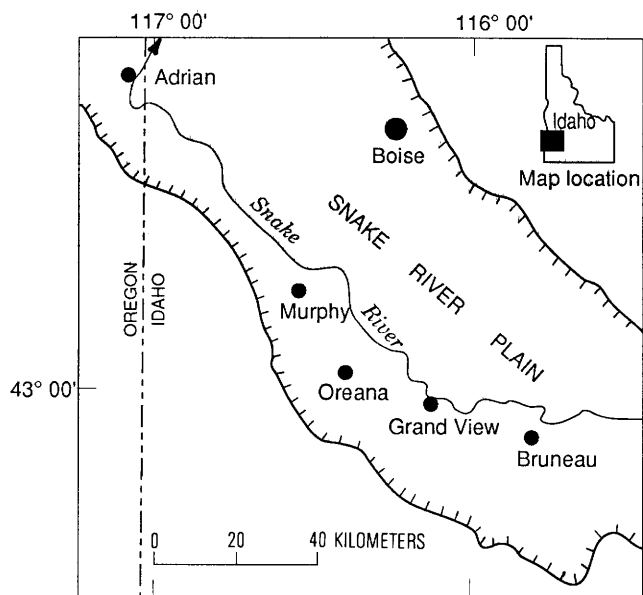 117° 00'
116° 00'
Adrian
Boise
Idaho
Map location
Snake
River
SNAKE
RIVER
PLAIN
OREGON
IDAHO
Murphy
43° 00'
Oreana
Grand View
Bruneau
0 20 40 KILOMETERS